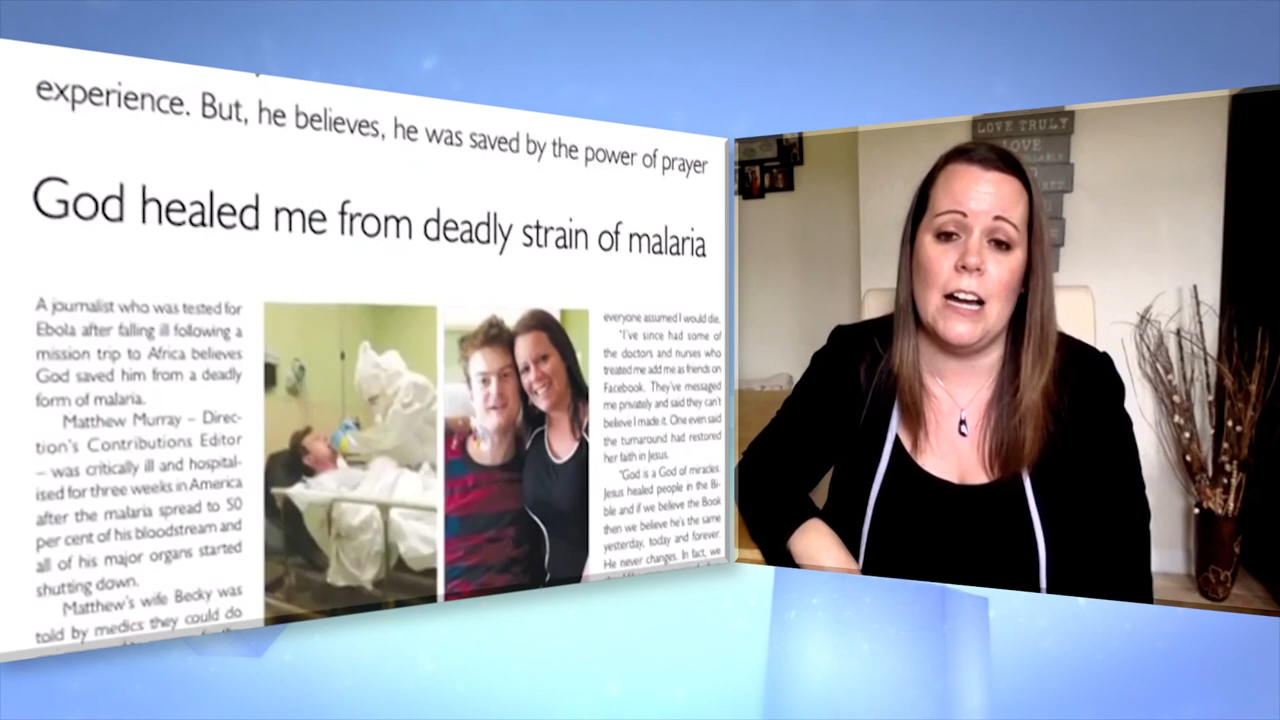 experience. But, he believes, he was saved by the power of prayer
God healed me from deadly strain of malaria
A journalist who was tested for
Ebola after falling ill following a
mission trip to Africa believes
God saved him from a deadly
form of malaria.
Matthew Murray – Direc-
tion's Contributions Editor
– was critically ill and hospital-
ised for three weeks in America
after the malaria spread to 50
per cent of his bloodstream and
all of his major organs started
shutting down.
Matthew's wife Becky was
told by medics they could do
everyone assumed I would die.
"I've since had some of
the doctors and nurses who
treated me add me as friends on
Facebook. They've messaged
me privately and said they can't
believe I made it. One even said
the turnaround had restored
her faith in Jesus.
"God is a God of miracles.
Jesus healed people in the Bi-
ble and if we believe the Book
then we believe he's the same
yesterday, today and forever.
He never changes. In fact, we
LOVE TRULY
LOVE